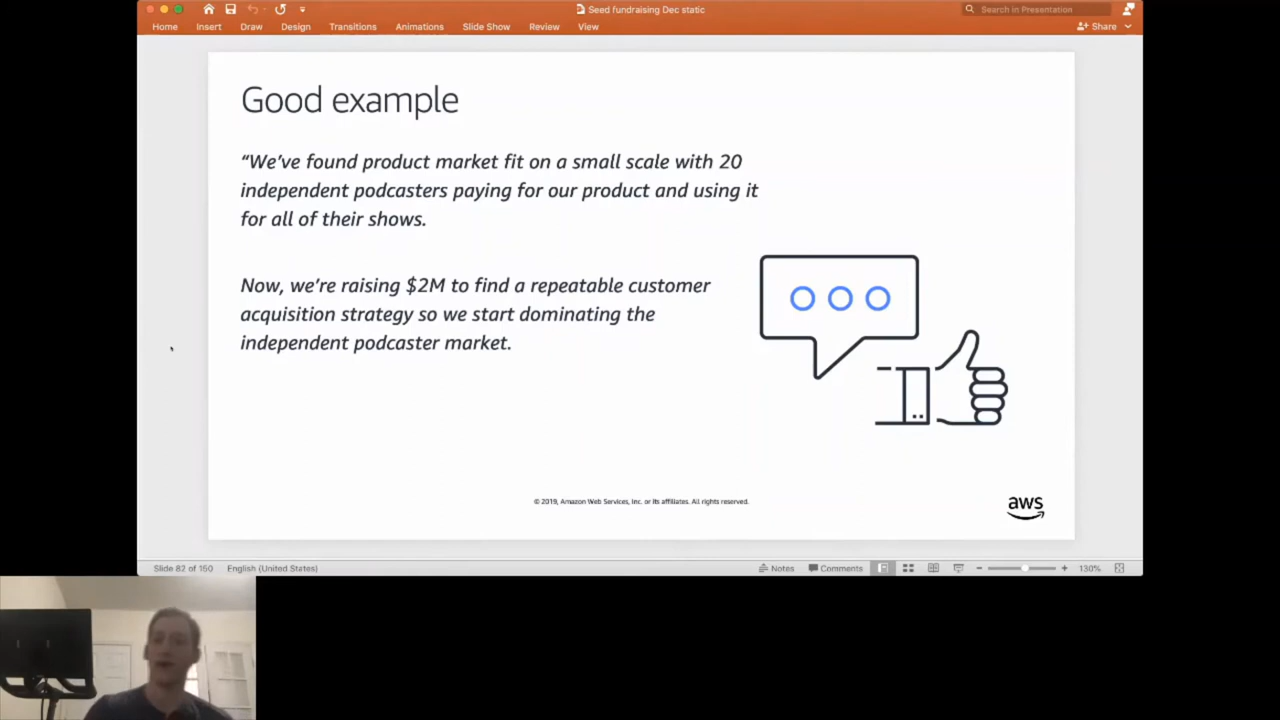 Seed fundraising Dec static
Search in Presentation
Home Insert Draw Design Transitions Animations Slide Show Review View
Share
Good example
“We’ve found product market fit on a small scale with 20
independent podcasters paying for our product and using it
for all of their shows.
Now, we’re raising $2M to find a repeatable customer
acquisition strategy so we start dominating the
independent podcaster market.
© 2019, Amazon Web Services, Inc. or its affiliates. All rights reserved.
aws
Slide 82 of 150 English (United States) Notes Comments 130%